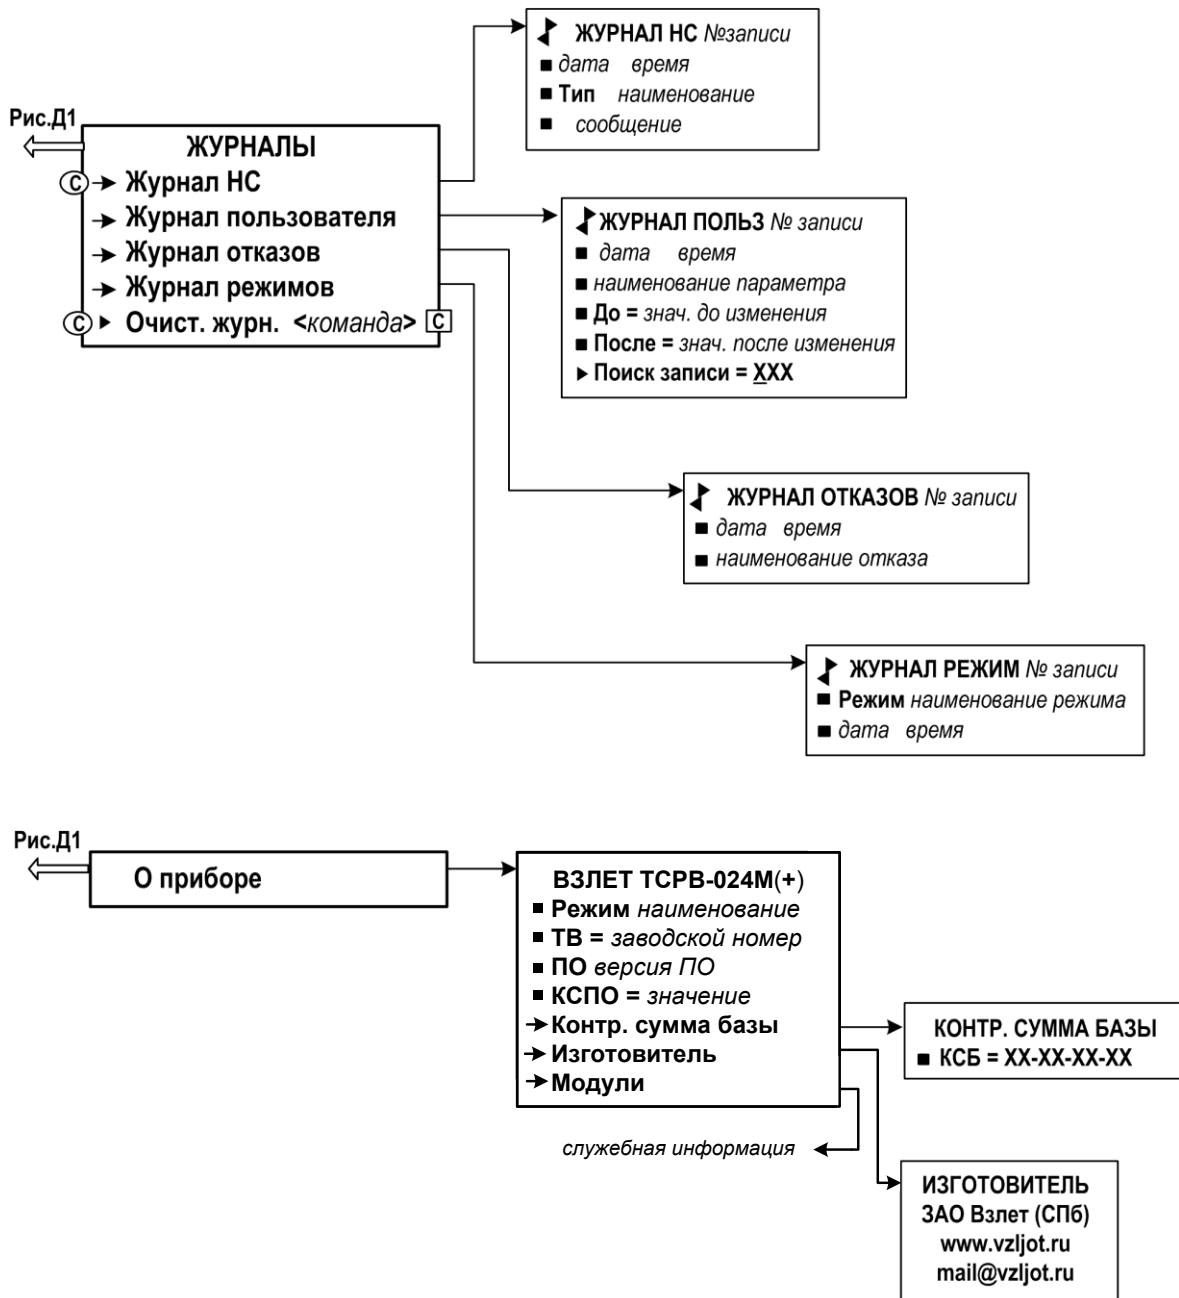 ЖУРНАЛ НС №записи
дата время
Тип наименование
сообщение
Рис.Д1
ЖУРНАЛЫ
С Журнал НС
Журнал пользователя
Журнал отказов
Журнал режимов
С Очист. журн. <команда> С
ЖУРНАЛ ПОЛЬЗ № записи
дата время
наименование параметра
До = знач. до изменения
После = знач. после изменения
Поиск записи = XXX
ЖУРНАЛ ОТКАЗОВ № записи
дата время
наименование отказа
ЖУРНАЛ РЕЖИМ № записи
Режим наименование режима
дата время
Рис.Д1
О приборе
ВЗЛЕТ ТСРВ-024М(+)
Режим наименование
ТВ = заводской номер
ПО версия ПО
КСПО = значение
Контр. сумма базы
Изготовитель
Модули
служебная информация
КОНТР. СУММА БАЗЫ
КСБ = XX-XX-XX-XX
ИЗГОТОВИТЕЛЬ
ЗАО Взлет (СПб)
www.vzljot.ru
mail@vzljot.ru